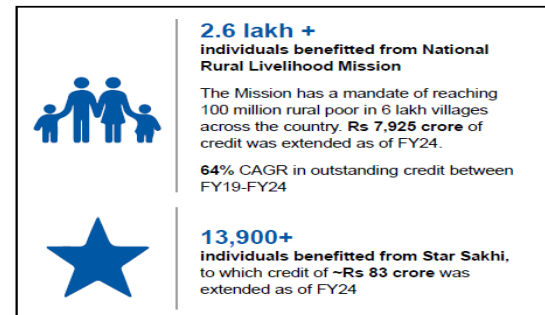 2.6 lakh +
individuals benefitted from National
Rural Livelihood Mission
The Mission has a mandate of reaching
100 million rural poor in 6 lakh villages
across the country. Rs 7,925 crore of
credit was extended as of FY24.
64% CAGR in outstanding credit between
FY19-FY24
13,900+
individuals benefitted from Star Sakhi,
to which credit of ~Rs 83 crore was
extended as of FY24